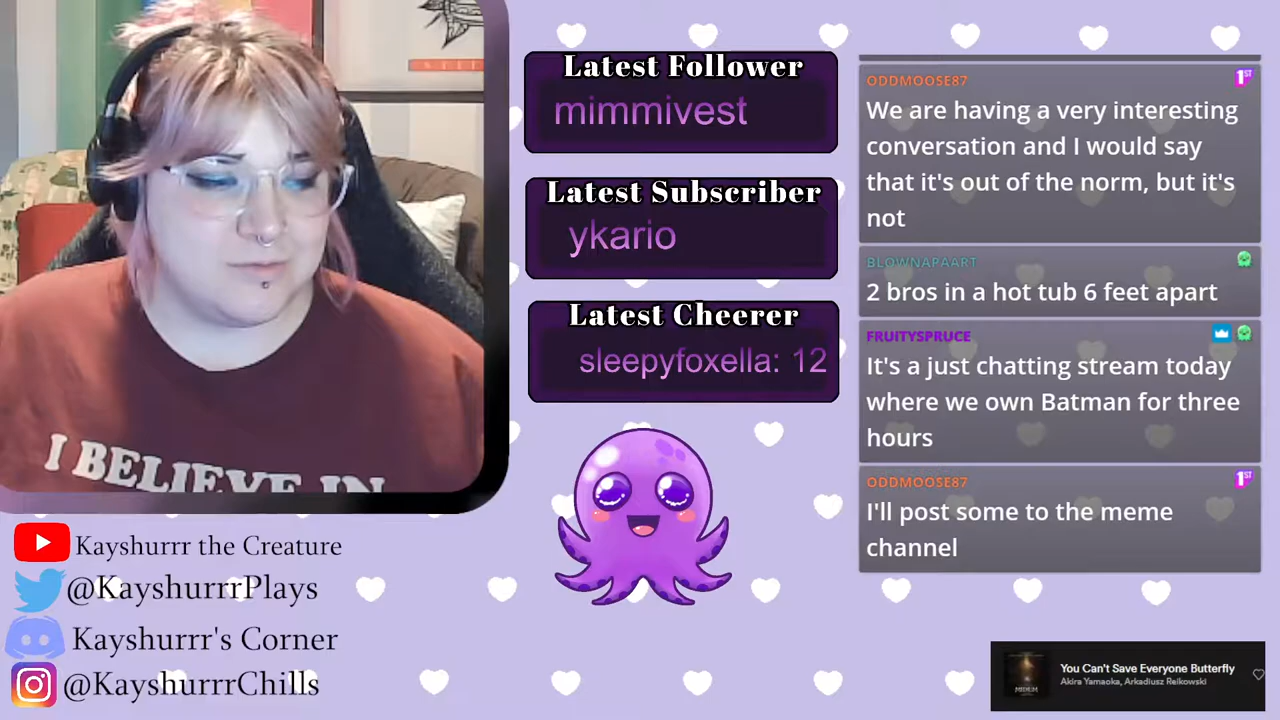 I BELIEVE IN
Latest Follower
mimmivest
Latest Subscriber
ykario
Latest Cheerer
sleepyfoxella: 12
ODDMOOSE87
We are having a very interesting
conversation and I would say
that it's out of the norm, but it's
not
BLOWNAPAART
2 bros in a hot tub 6 feet apart
FRUITYSPRUCE
It's a just chatting stream today
where we own Batman for three
hours
ODDMOOSE87
I'll post some to the meme
channel
Kayshurrr the Creature
@KayshurrrPlays
Kayshurrr's Corner
@KayshurrrChills
You Can't Save Everyone Butterfly
Akira Yamaoka, Arkadiusz Reikowski